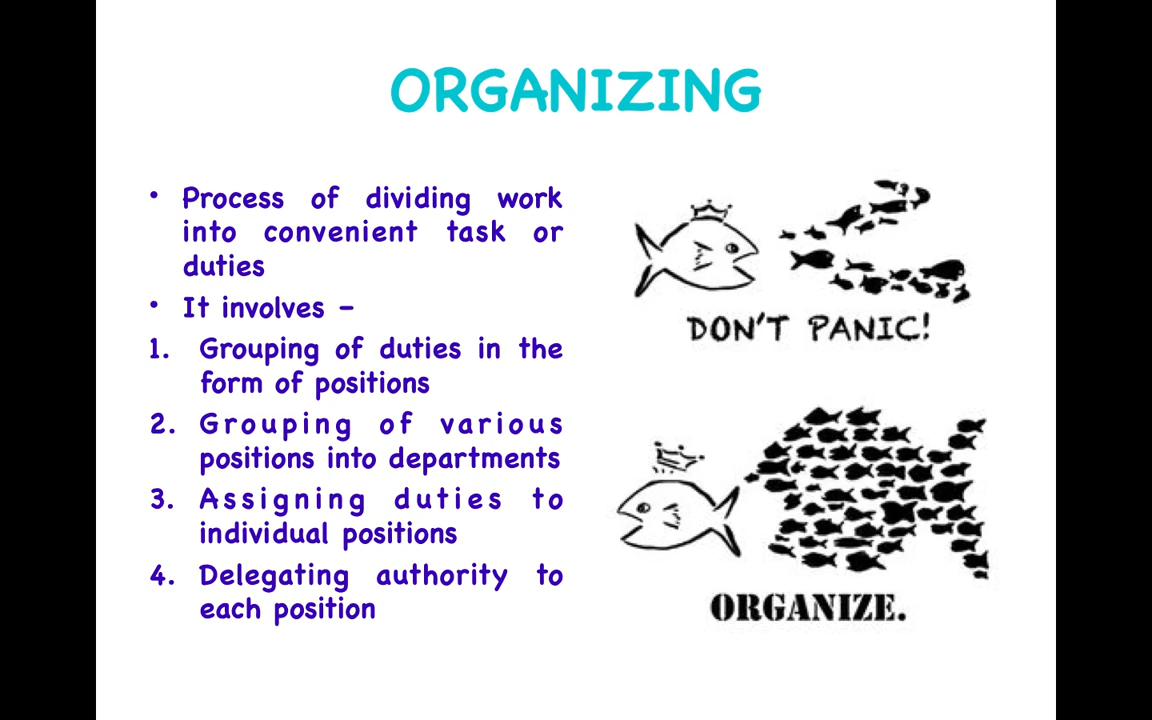 ORGANIZING
• Process of dividing work
into convenient task or
duties
• It involves –
1. Grouping of duties in the
form of positions
2. Grouping of various
positions into departments
3. Assigning duties to
individual positions
4. Delegating authority to
each position
DON'T PANIC!
ORGANIZE.